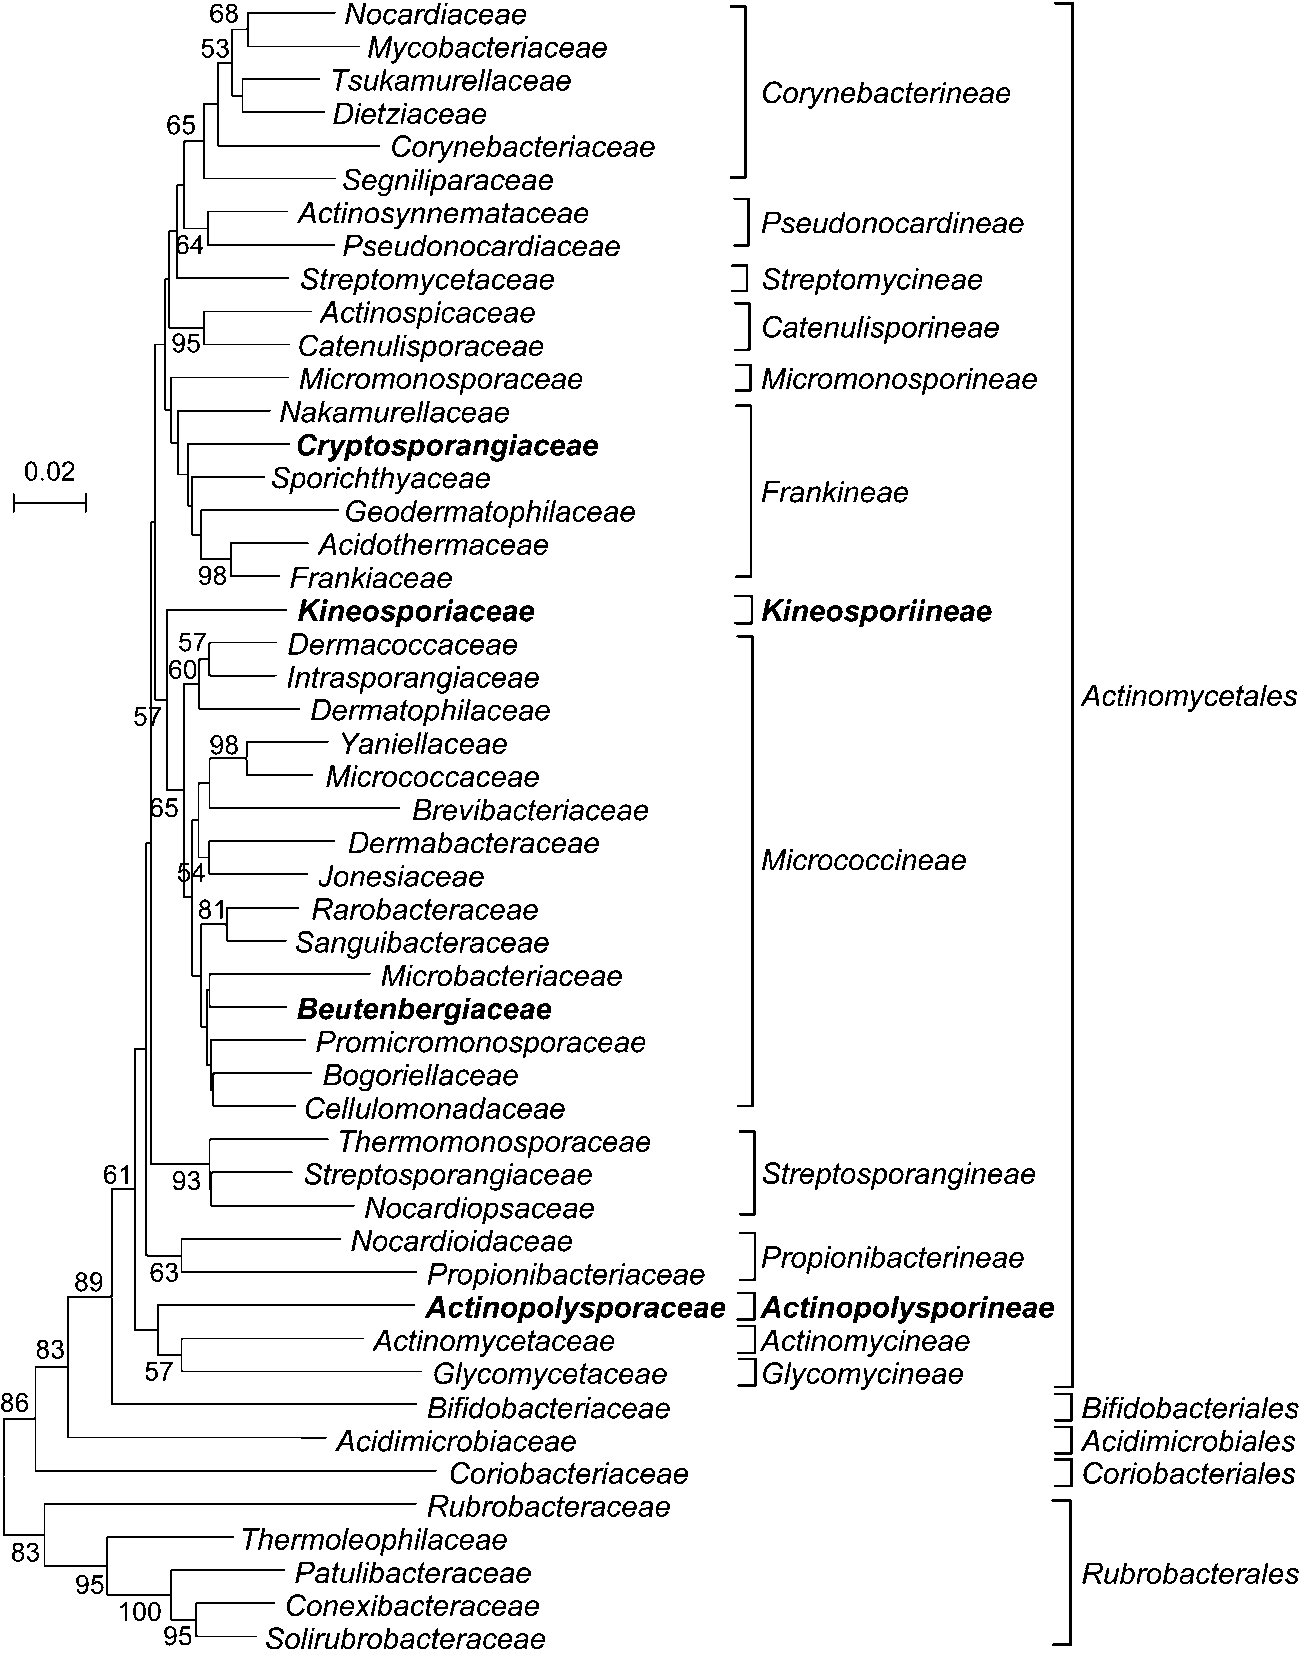 68
Nocardiaceae
53
Mycobacteriaceae
Tsukamurellaceae
Corynebacterineae
Dietziaceae
65
Corynebacteriaceae
Segniliparaceae
Actinosynnemataceae
Pseudonocardineae
64
Pseudonocardiaceae
Streptomycetaceae
Streptomycineae
Actinospicaceae
Catenulisporineae
95
Catenulisporaceae
Micromonosporaceae
Micromonosporineae
Nakamurellaceae
Cryptosporangiaceae
0.02
Sporichthyaceae
Frankineae
Geodermatophilaceae
Acidothermaceae
98
Frankiaceae
Kineosporiaceae
Kineosporiineae
57
Dermacoccaceae
60
Intrasporangiaceae
Actinomycetales
57
Dermatophilaceae
98
Yaniellaceae
Micrococcaceae
65
Brevibacteriaceae
Dermabacteraceae
Micrococcineae
54
Jonesiaceae
81
Rarobacteraceae
Sanguibacteraceae
Microbacteriaceae
Beutenbergiaceae
Promicromonosporaceae
Bogoriellaceae
Cellulomonadaceae
Thermomonosporaceae
61
93
Streptosporangiaceae
Streptosporangineae
Nocardiopsaceae
Nocardioidaceae
Propionibacterineae
63
Propionibacteriaceae
89
Actinopolysporaceae
Actinopolysporineae
83
Actinomycetaceae
Actinomycineae
57
Glycomycetaceae
Glycomycineae
86
Bifidobacteriaceae
Bifidobacteriales
Acidimicrobiaceae
Acidimicrobiales
Coriobacteriaceae
Coriobacteriales
Rubrobacteraceae
83
Thermoleophilaceae
95
Patulibacteraceae
Rubrobacterales
100
Conexibacteraceae
95
Solirubrobacteraceae